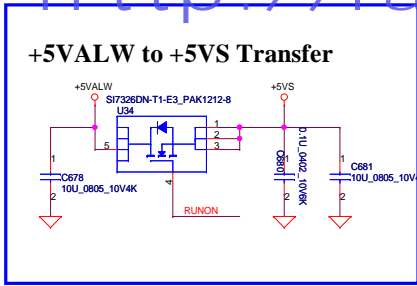 +5VALW to +5VS Transfer
+5VALW
+5VS
SI7326DN-T1-E3_PAK1212-8
U34
1
2
3
5
4
RUNON
1
C678
10U_0805_10V4K
2
1
C680
0.1U_0402_10V6K
2
1
C681
10U_0805_10V4
2